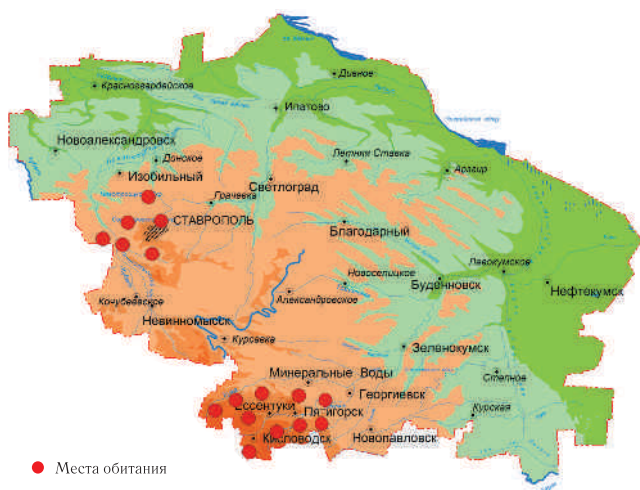 Дивное
Красногвардейское
Ипатово
Новоалександровск
Донское
Летняя Ставка
Изобильный
Арзгир
Светлоград
Грачевка
СТАВРОПОЛЬ
Благодарный
Левокумское
Новоселицкое
Буденновск
Нефтекумск
Кочубеевское
Александровское
Невинномысск
Курсавка
Зеленокумск
Минеральные Воды
Степное
Георгиевск
Ессентуки
Пятигорск
Курская
Кисловодск
Новопавловск
Места обитания